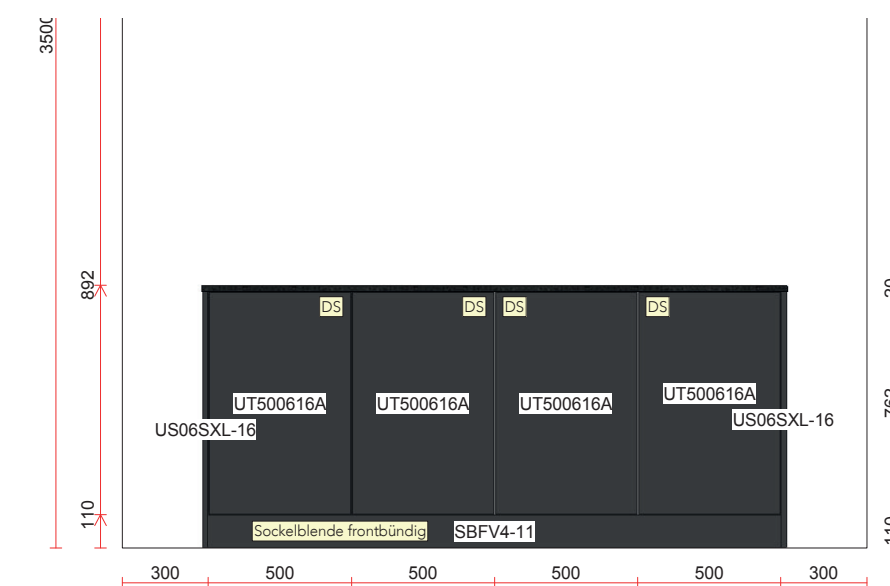 3500
892
DS DS DS DS
UT500616A UT500616A UT500616A UT500616A
US06SXL-16 US06SXL-16
110
Sockelblende frontbündig SBFV4-11
300 500 500 500 500 300